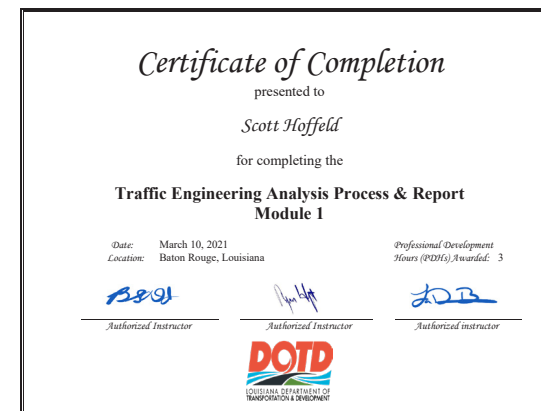 Certificate of Completion
presented to
Scott Hoffeld
for completing the
Traffic Engineering Analysis Process & Report
Module 1
Date: March 10, 2021
Location: Baton Rouge, Louisiana
Professional Development
Hours (PDHs) Awarded: 3
Authorized Instructor
Authorized Instructor
Authorized instructor
DOTD
LOUISIANA DEPARTMENT OF
TRANSPORTATION & DEVELOPMENT